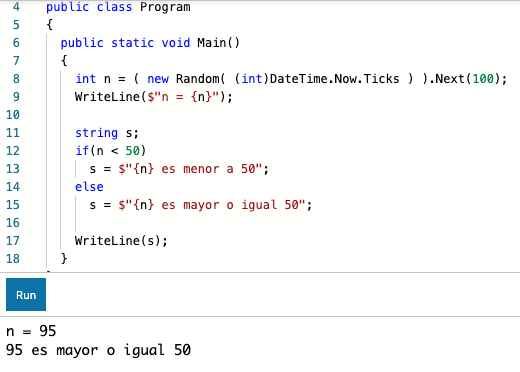 4 public class Program
5 {
6 public static void Main()
7 {
8 int n = ( new Random( (int)DateTime.Now.Ticks ) ).Next(100);
9 WriteLine($"n = {n}");
10
11 string s;
12 if(n < 50)
13 s = $"{n} es menor a 50";
14 else
15 s = $"{n} es mayor o igual 50";
16
17 WriteLine(s);
18 }
Run
n = 95
95 es mayor o igual 50